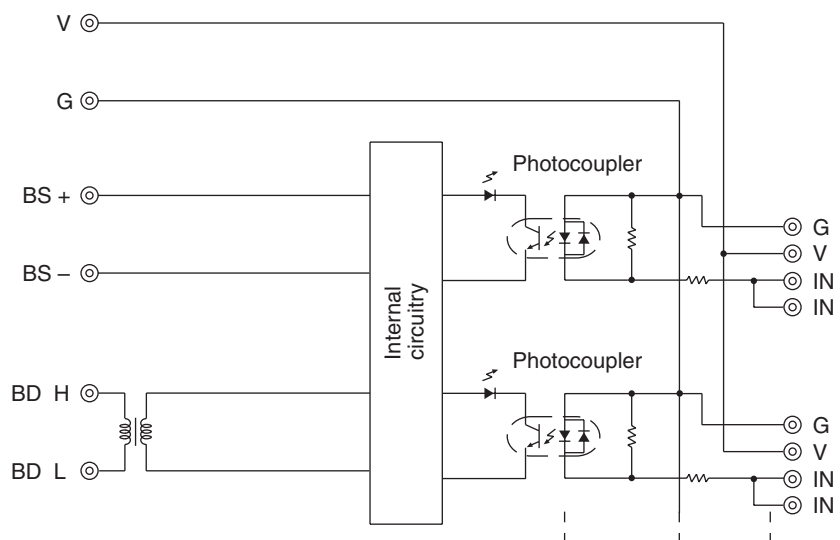 V
G
BS +
BS –
BD H
BD L
Internal
circuitry
Photocoupler
G
V
IN
IN
Photocoupler
G
V
IN
IN